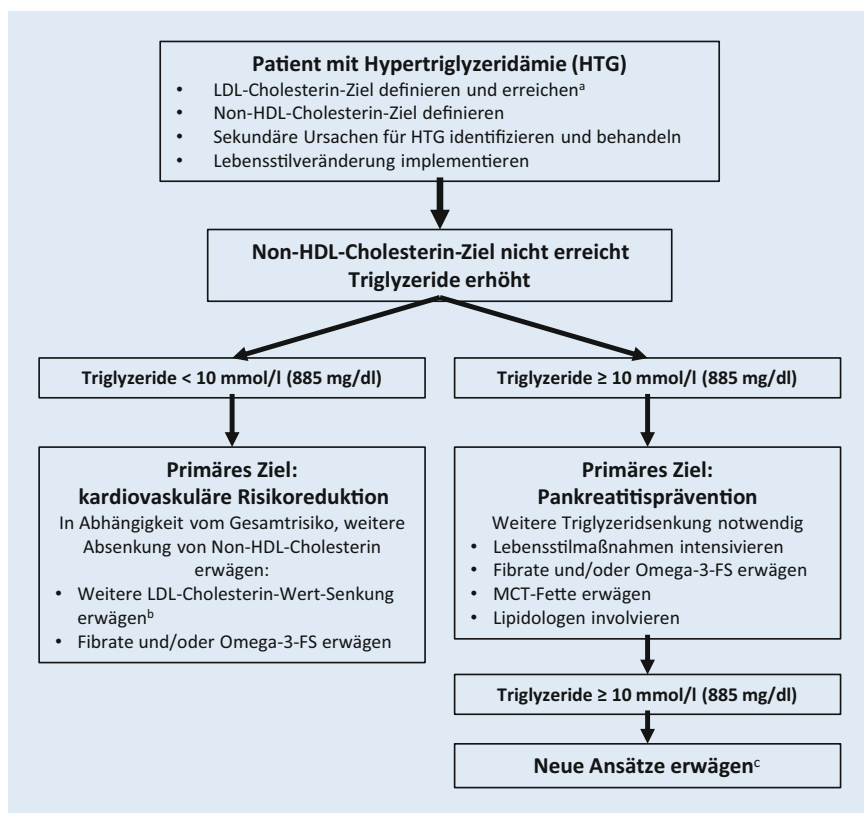 Patient mit Hypertriglyzeridämie (HTG)
• LDL-Cholesterin-Ziel definieren und erreichenᵃ
• Non-HDL-Cholesterin-Ziel definieren
• Sekundäre Ursachen für HTG identifizieren und behandeln
• Lebensstilveränderung implementieren
Non-HDL-Cholesterin-Ziel nicht erreicht
Triglyzeride erhöht
Triglyzeride < 10 mmol/l (885 mg/dl)
Primäres Ziel:
kardiovaskuläre Risikoreduktion
In Abhängigkeit vom Gesamtrisiko, weitere
Absenkung von Non-HDL-Cholesterin
erwägen:
• Weitere LDL-Cholesterin-Wert-Senkung
erwägenᵇ
• Fibrate und/oder Omega-3-FS erwägen
Triglyzeride ≥ 10 mmol/l (885 mg/dl)
Primäres Ziel:
Pankreatitisprävention
Weitere Triglyzeridsenkung notwendig
• Lebensstilmaßnahmen intensivieren
• Fibrate und/oder Omega-3-FS erwägen
• MCT-Fette erwägen
• Lipidologen involvieren
Triglyzeride ≥ 10 mmol/l (885 mg/dl)
Neue Ansätze erwägenᶜ